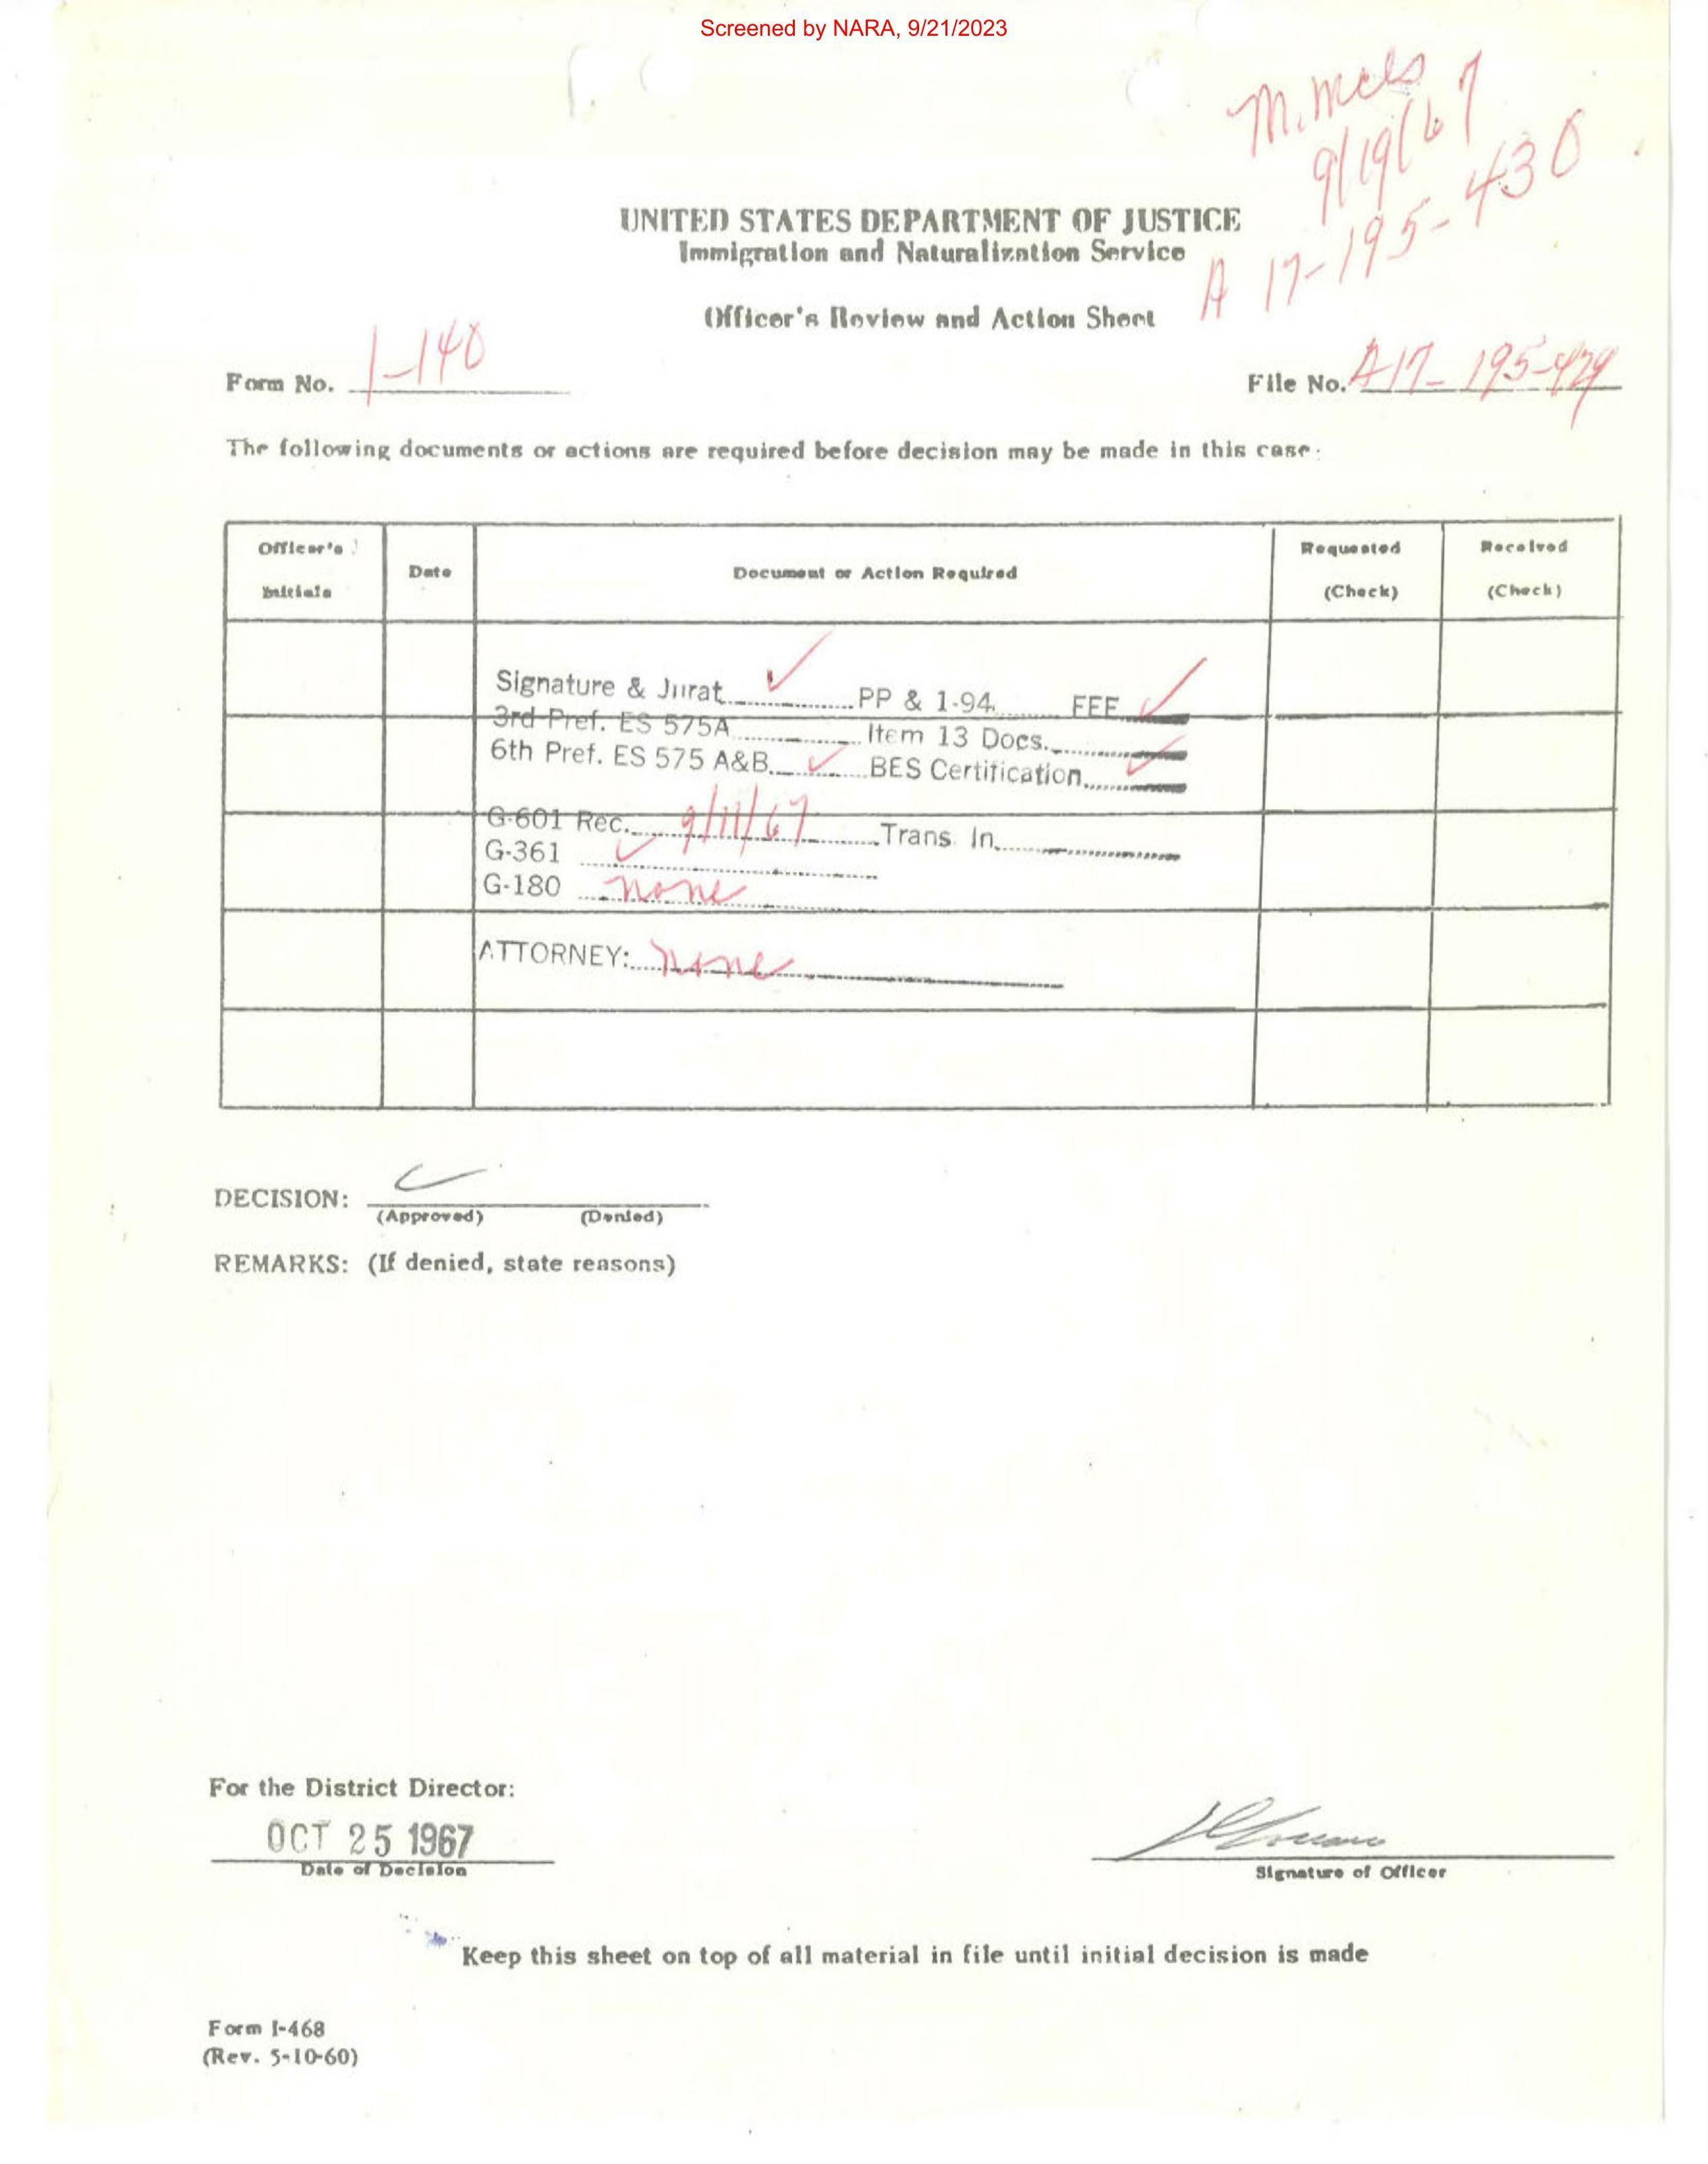 Screened by NARA, 9/21/2023
9/19/67
A 17-195-430
UNITED STATES DEPARTMENT OF JUSTICE
Immigration and Naturalization Service
Officer's Review and Action Sheet
Form No. I-140
File No. A17-195-429
The following documents or actions are required before decision may be made in this case:
Officer's Initials
Date
Document or Action Required
Requested (Check)
Received (Check)
Signature & Jurat ✓ PP & 1-94 FEE ✓
3rd Pref. ES 575A Item 13 Docs.
6th Pref. ES 575 A&B ✓ BES Certification ✓
G-601 Rec. 9/11/67 Trans. In
G-361 ✓
G-180 none
ATTORNEY: none
DECISION: ✓
(Approved) (Denied)
REMARKS: (If denied, state reasons)
For the District Director:
OCT 25 1967
Date of Decision
Signature of Officer
Keep this sheet on top of all material in file until initial decision is made
Form I-468
(Rev. 5-10-60)